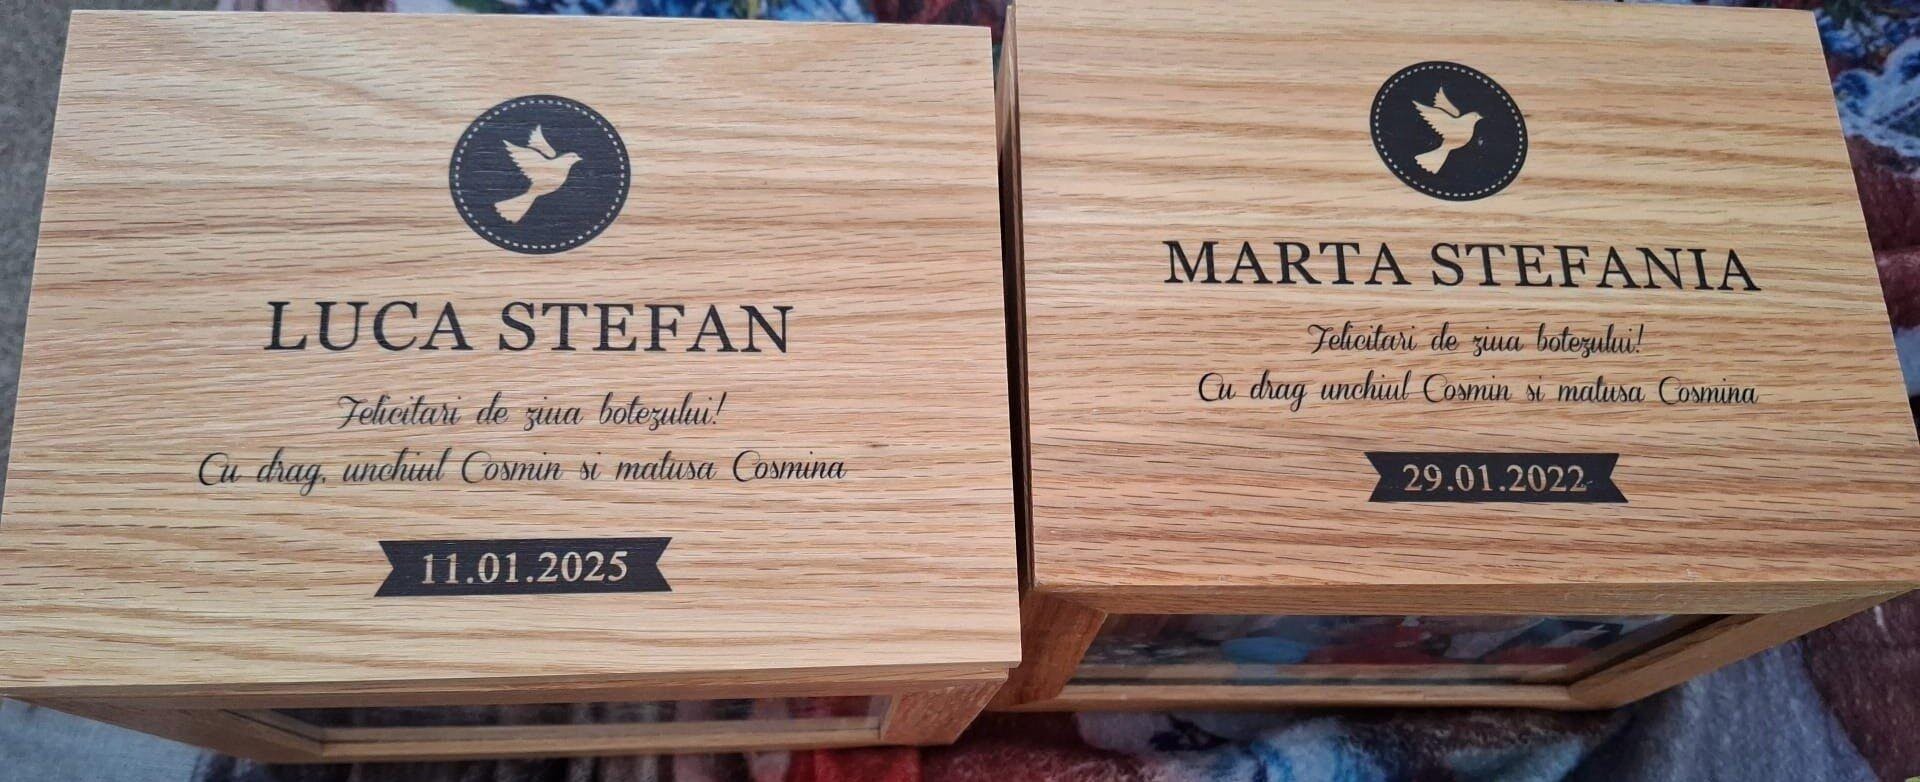 LUCA STEFAN
Felicitari de ziua botezului!
Cu drag, unchiul Cosmin si matusa Cosmina
11.01.2025
MARTA STEFANIA
Felicitari de ziua botezului!
Cu drag unchiul Cosmin si matusa Cosmina
29.01.2022